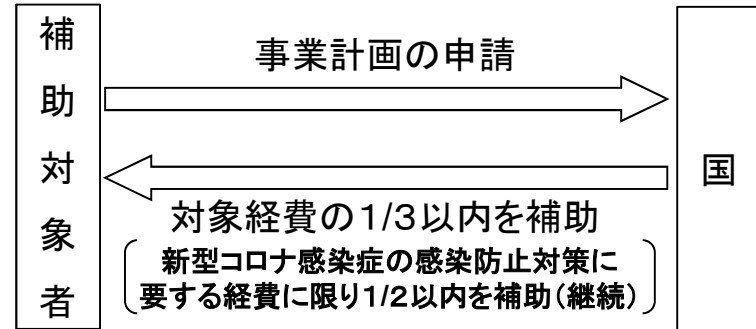 補助対象者
事業計画の申請
対象経費の1/3以内を補助
新型コロナ感染症の感染防止対策に
要する経費に限り1/2以内を補助(継続)
国